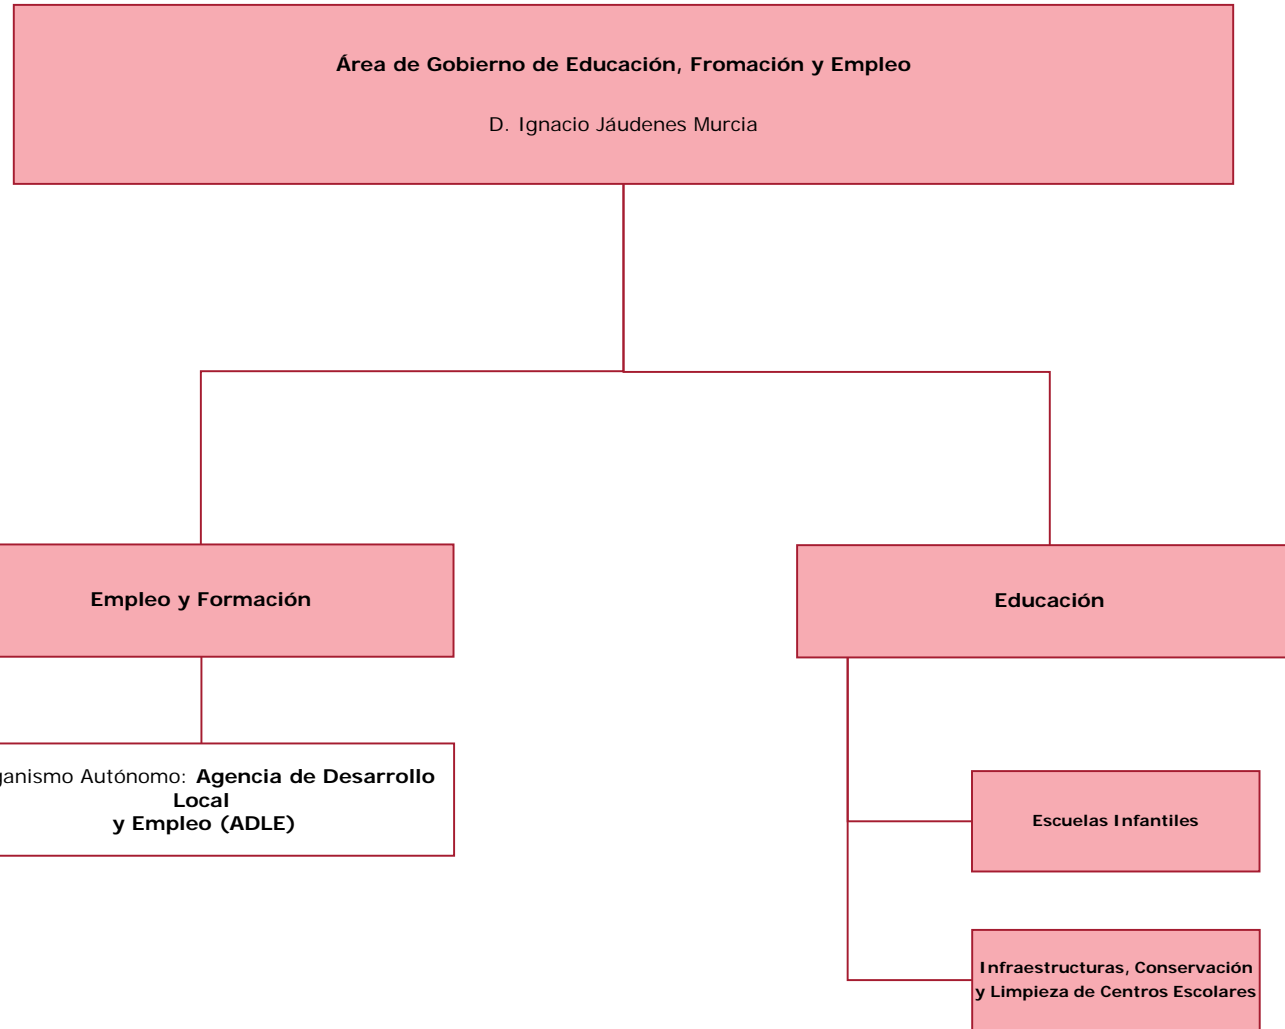 Área de Gobierno de Educación, Fromación y Empleo
D. Ignacio Jáudenes Murcia
Empleo y Formación
Educación
ganismo Autónomo: Agencia de Desarrollo
Local
y Empleo (ADLE)
Escuelas Infantiles
Infraestructuras, Conservación
y Limpieza de Centros Escolares